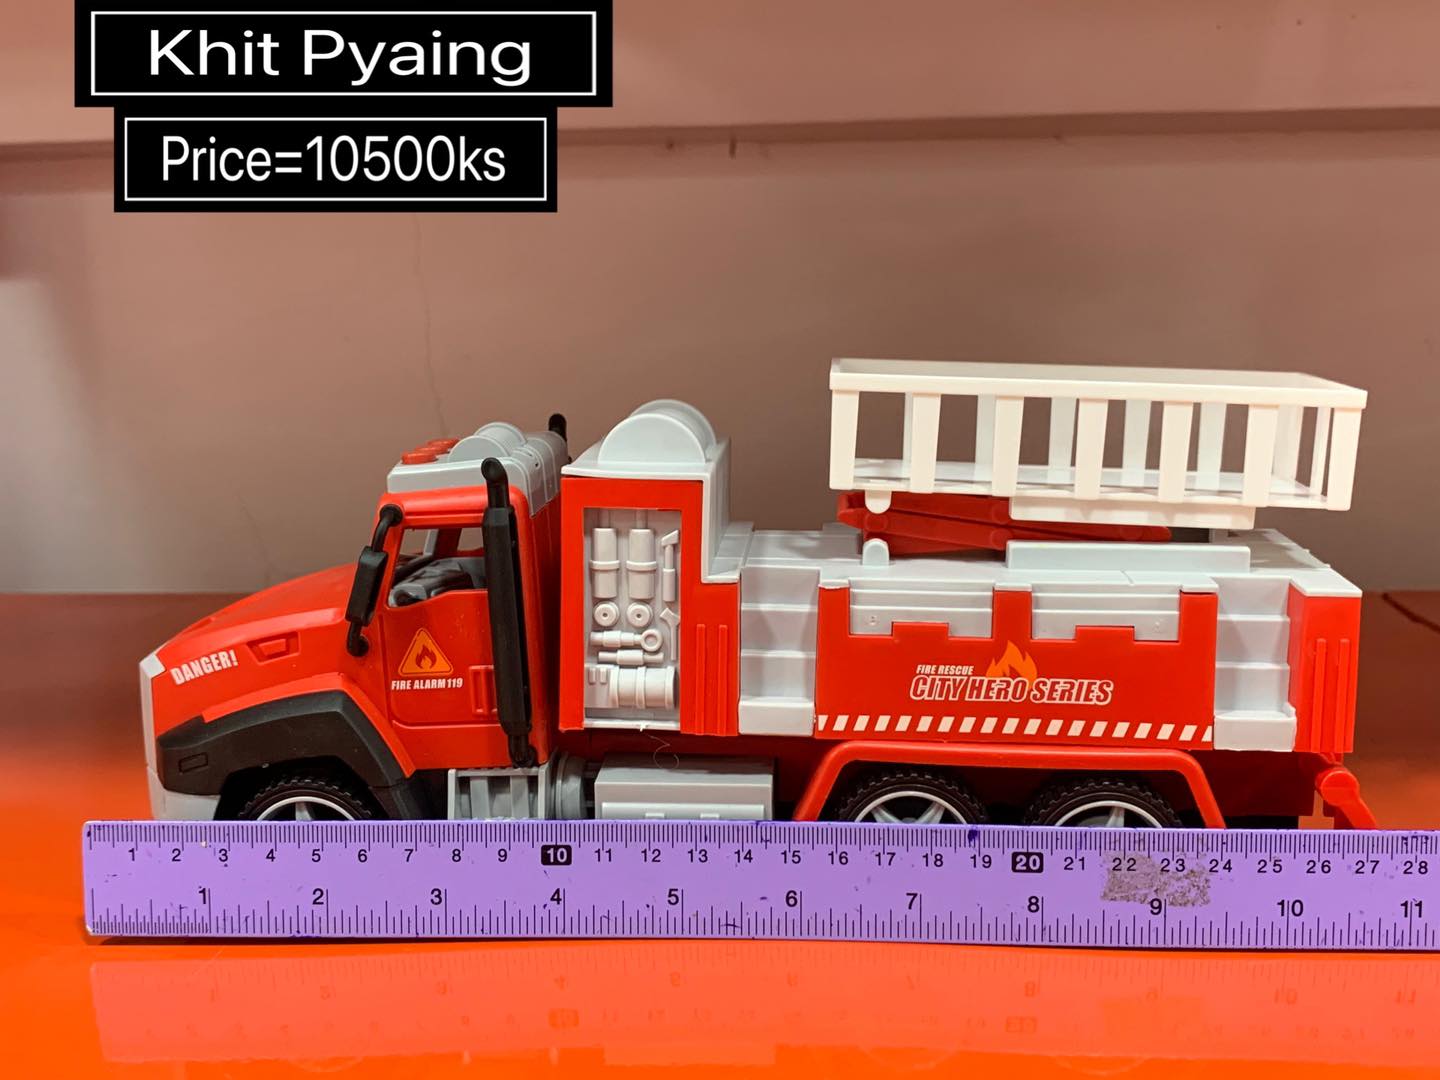 Khit Pyaing
Price=10500ks
DANGER!
FIRE ALARM 119
FIRE RESCUE
CITY HERO SERIES
1 2 3 4 5 6 7 8 9 10 11 12 13 14 15 16 17 18 19 20 21 22 23 24 25 26 27 28
1 2 3 4 5 6 7 8 9 10 11